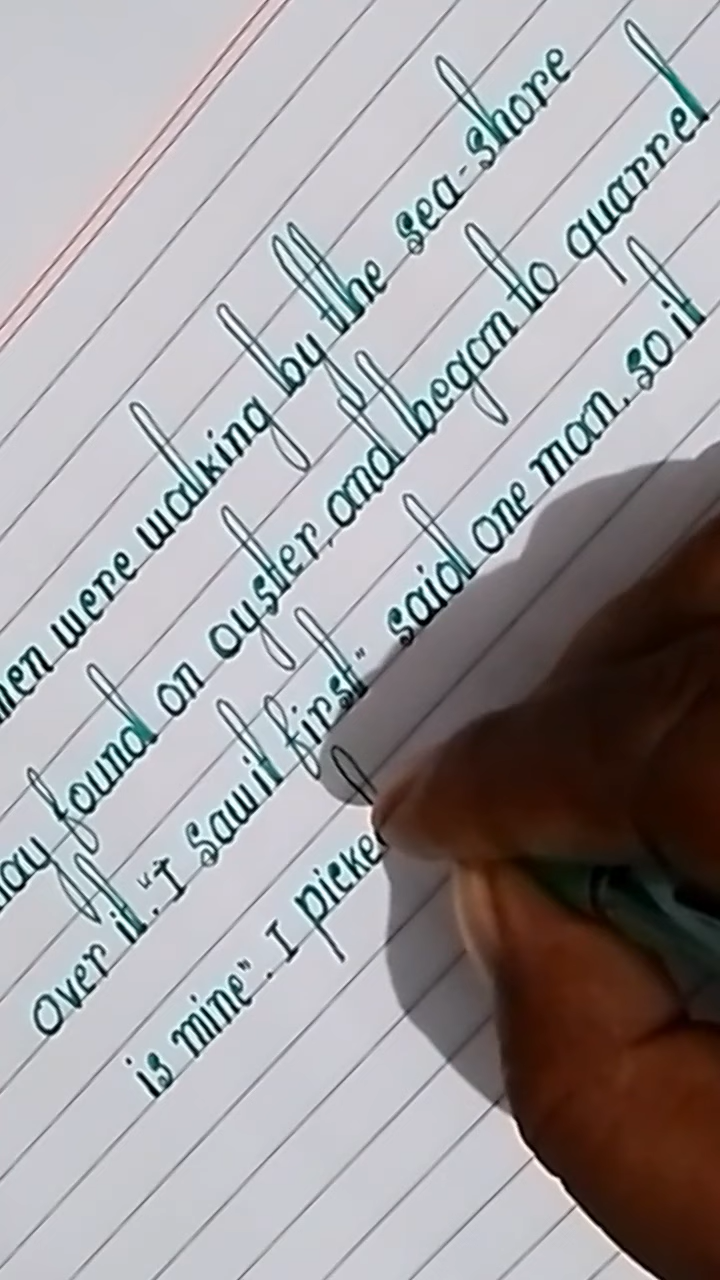 men were walking by the sea-shore
day found an oyster, and began to quarrel
over it. "I saw it first" said one man, so it
is mine". I picke